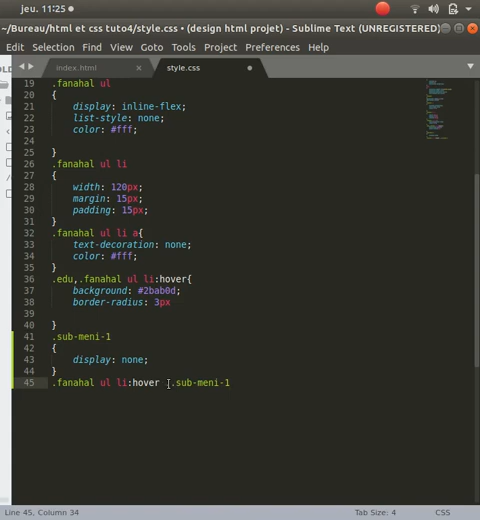 jeu. 11:25
~/Bureau/html et css tuto4/style.css • (design html projet) - Sublime Text (UNREGISTERED)
Edit Selection Find View Goto Tools Project Preferences Help
index.html × style.css
19 .fanahal ul
20 {
21 display: inline-flex;
22 list-style: none;
23 color: #fff;
24
25 }
26 .fanahal ul li
27 {
28 width: 120px;
29 margin: 15px;
30 padding: 15px;
31 }
32 .fanahal ul li a{
33 text-decoration: none;
34 color: #fff;
35 }
36 .edu,.fanahal ul li:hover{
37 background: #2bab0d;
38 border-radius: 3px
39
40 }
41 .sub-meni-1
42 {
43 display: none;
44 }
45 .fanahal ul li:hover .sub-meni-1
Line 45, Column 34 Tab Size: 4 CSS